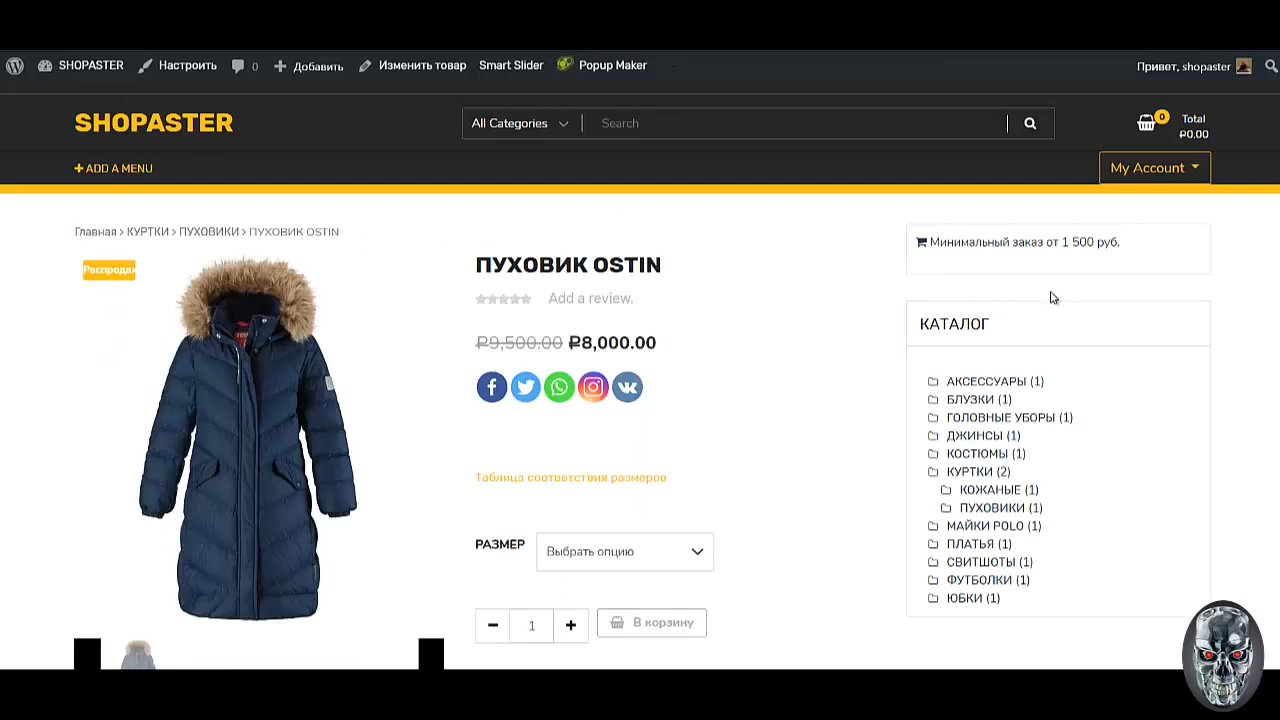 SHOPASTER Настроить 0 Добавить Изменить товар Smart Slider Popup Maker Привет, shopaster
SHOPASTER All Categories Search 0 Total
₽0.00
ADD A MENU My Account
Главная > КУРТКИ > ПУХОВИКИ > ПУХОВИК OSTIN
Распродаж
ПУХОВИК OSTIN
Add a review.
₽9,500.00 ₽8,000.00
Таблица соответствия размеров
РАЗМЕР Выбрать опцию
− 1 + В корзину
Минимальный заказ от 1 500 руб.
КАТАЛОГ
АКСЕССУАРЫ (1)
БЛУЗКИ (1)
ГОЛОВНЫЕ УБОРЫ (1)
ДЖИНСЫ (1)
КОСТЮМЫ (1)
КУРТКИ (2)
КОЖАНЫЕ (1)
ПУХОВИКИ (1)
МАЙКИ POLO (1)
ПЛАТЬЯ (1)
СВИТШОТЫ (1)
ФУТБОЛКИ (1)
ЮБКИ (1)